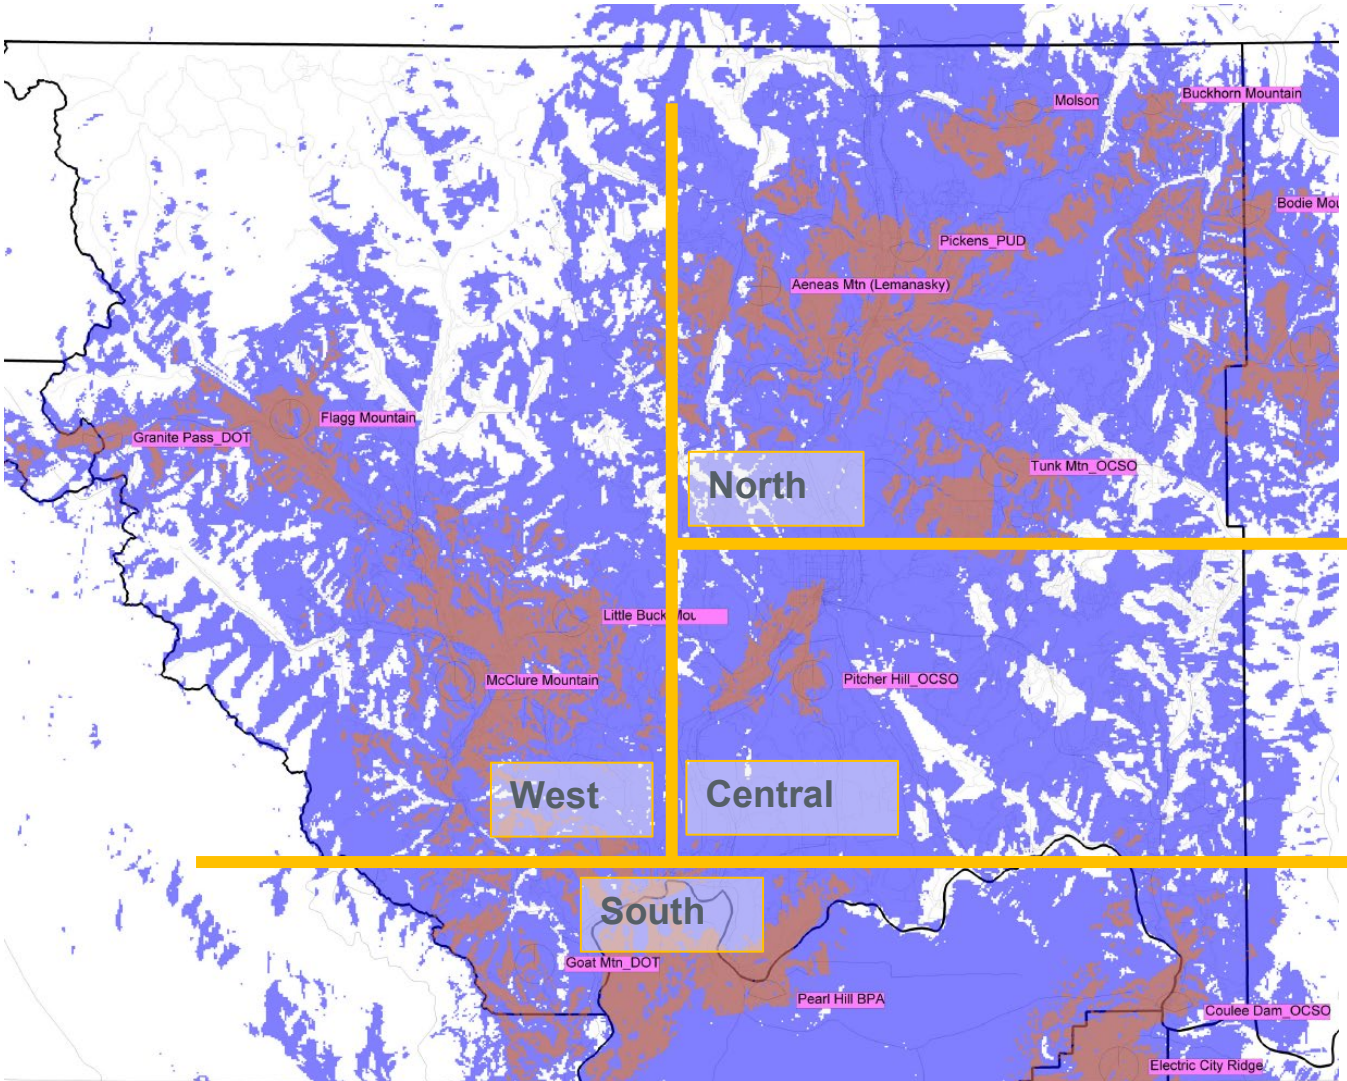 Molson
Buckhorn Mountain
Bodie Mou
Pickens_PUD
Aeneas Mtn (Lemanasky)
Flagg Mountain
Granite Pass_DOT
Tunk Mtn_OCSO
North
Little Buck Mou
McClure Mountain
Pitcher Hill_OCSO
West
Central
South
Goat Mtn_DOT
Pearl Hill BPA
Coulee Dam_OCSO
Electric City Ridge